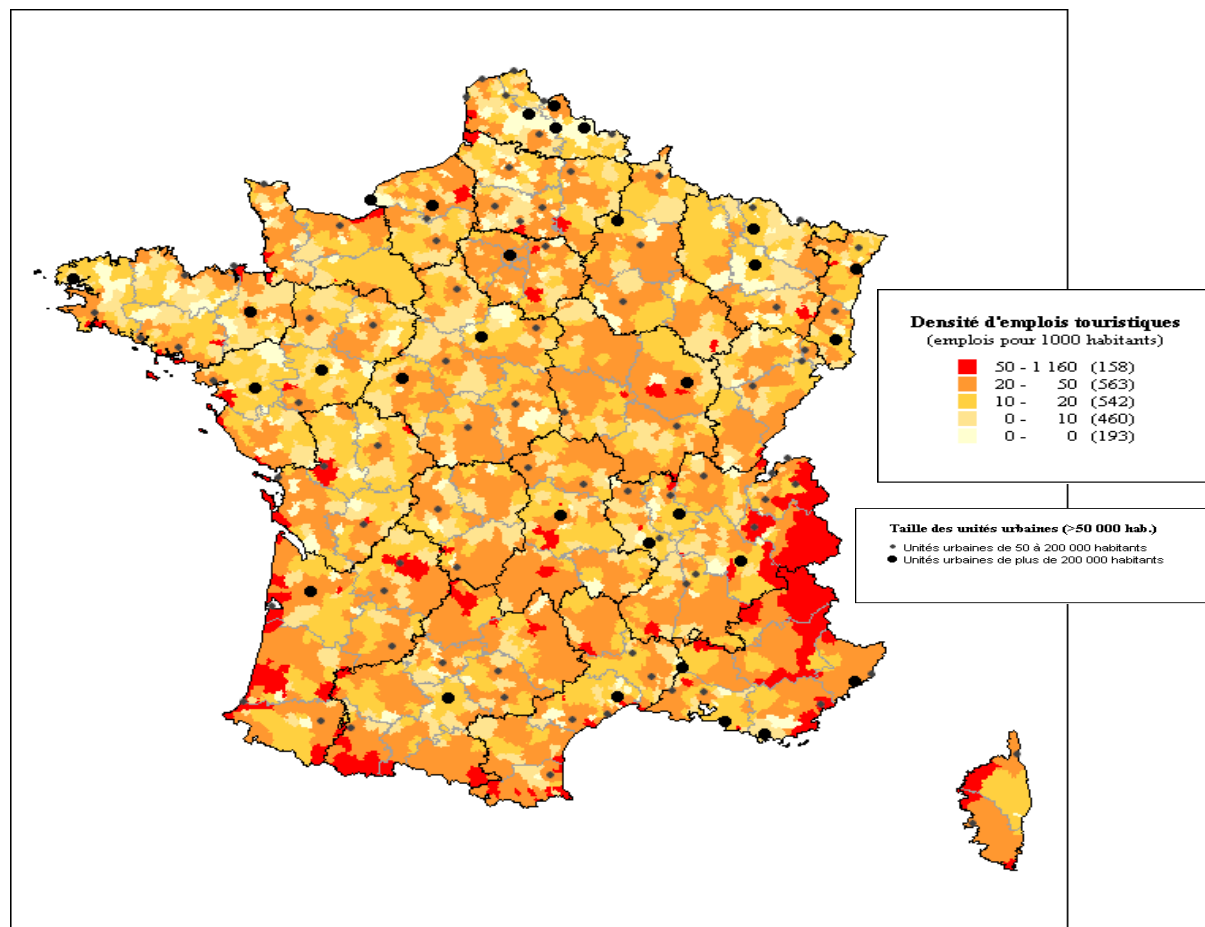 Densité d'emplois touristiques
(emplois pour 1000 habitants)
50 - 1 160 (158)
20 - 50 (563)
10 - 20 (542)
0 - 10 (460)
0 - 0 (193)
Taille des unités urbaines (>50 000 hab.)
Unités urbaines de 50 à 200 000 habitants
Unités urbaines de plus de 200 000 habitants